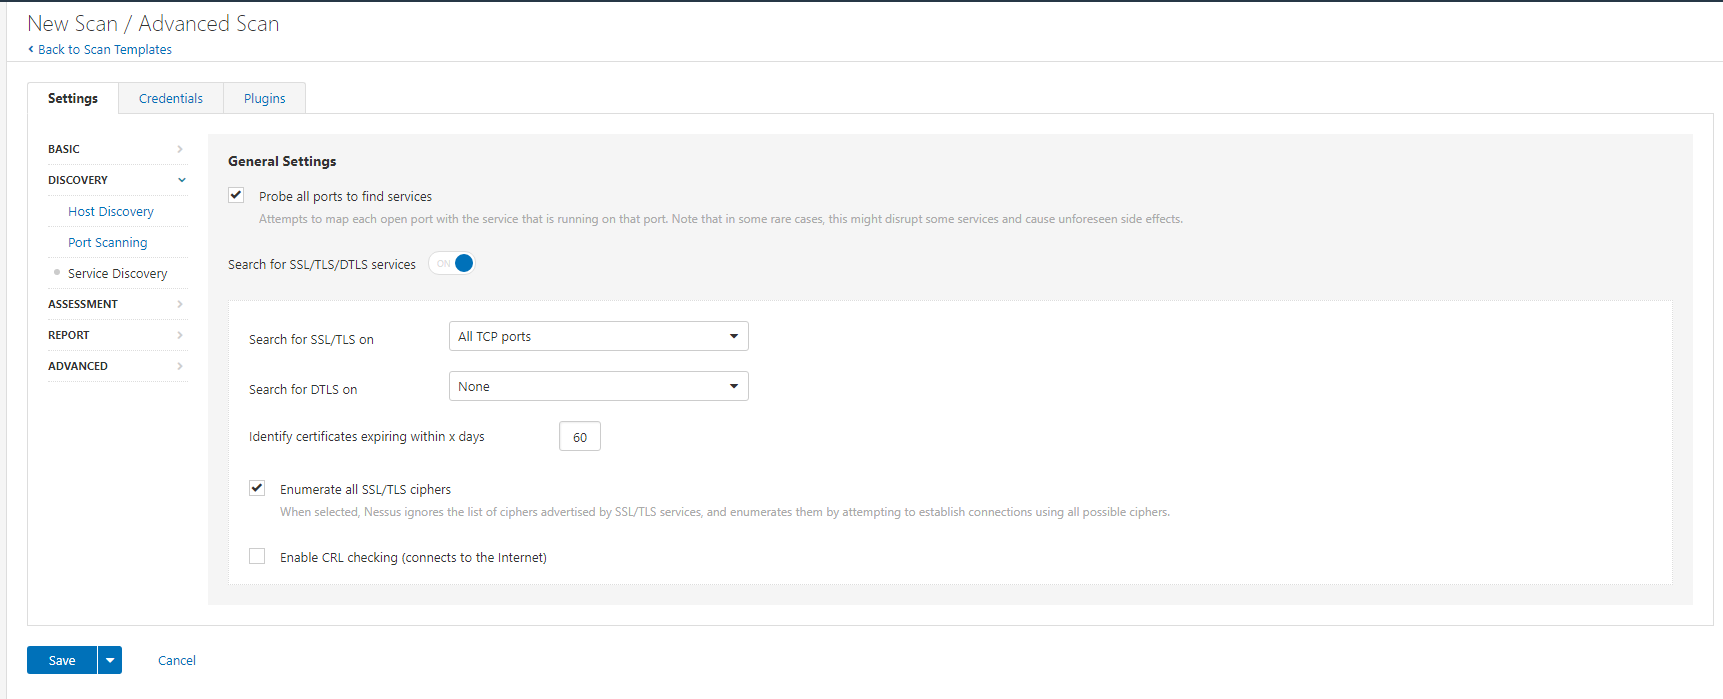 New Scan / Advanced Scan
Back to Scan Templates
Settings
Credentials
Plugins
BASIC
DISCOVERY
Host Discovery
Port Scanning
Service Discovery
ASSESSMENT
REPORT
ADVANCED
General Settings
Probe all ports to find services
Attempts to map each open port with the service that is running on that port. Note that in some rare cases, this might disrupt some services and cause unforeseen side effects.
Search for SSL/TLS/DTLS services ON
Search for SSL/TLS on All TCP ports
Search for DTLS on None
Identify certificates expiring within x days 60
Enumerate all SSL/TLS ciphers
When selected, Nessus ignores the list of ciphers advertised by SSL/TLS services, and enumerates them by attempting to establish connections using all possible ciphers.
Enable CRL checking (connects to the Internet)
Save
Cancel